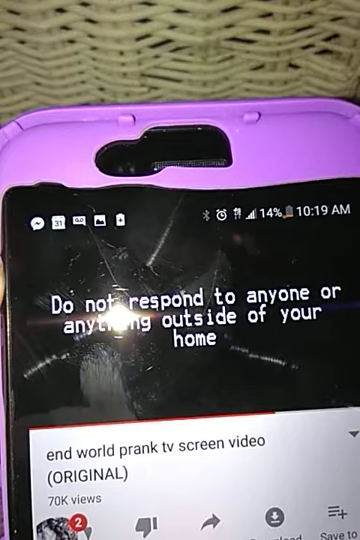 31
14% 10:19 AM
Do not respond to anyone or
anything outside of your
home
end world prank tv screen video
(ORIGINAL)
70K views
2
Save to